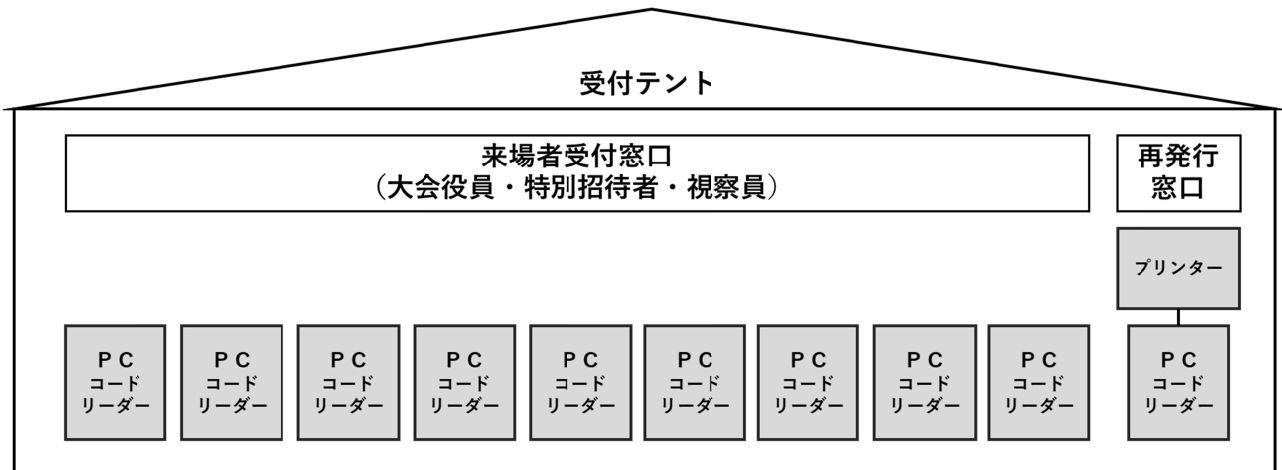 受付テント
来場者受付窓口
（大会役員・特別招待者・視察員）
再発行
窓口
プリンター
ＰＣ
コード
リーダー
ＰＣ
コード
リーダー
ＰＣ
コード
リーダー
ＰＣ
コード
リーダー
ＰＣ
コード
リーダー
ＰＣ
コード
リーダー
ＰＣ
コード
リーダー
ＰＣ
コード
リーダー
ＰＣ
コード
リーダー
ＰＣ
コード
リーダー